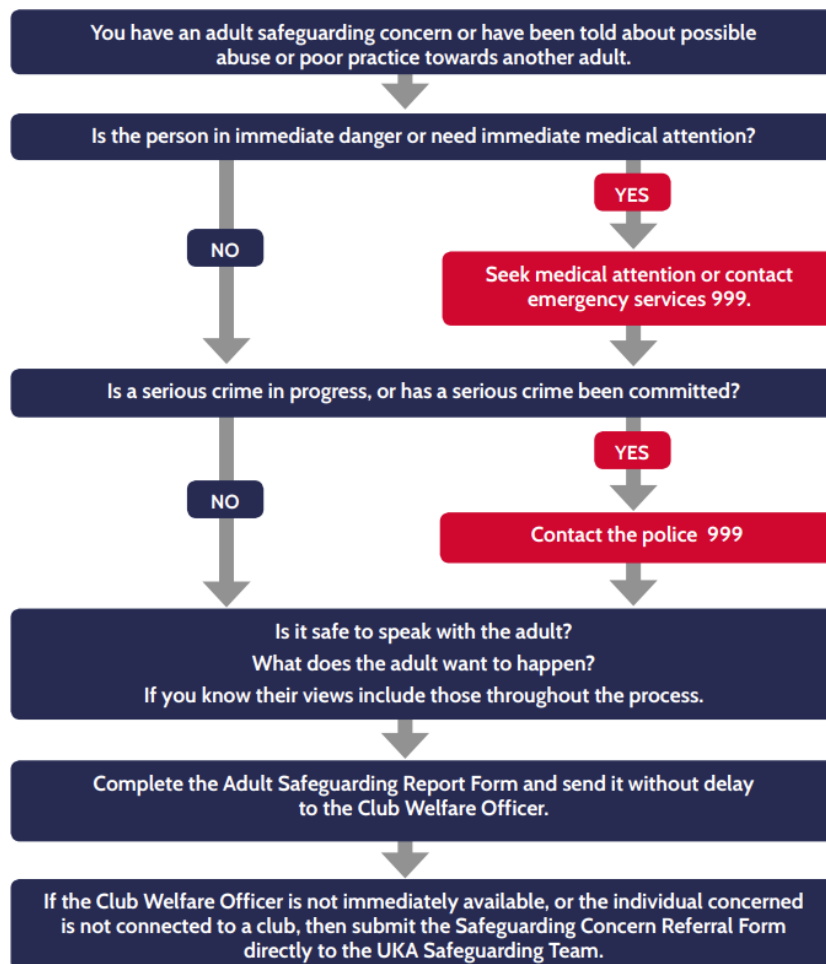 You have an adult safeguarding concern or have been told about possible
abuse or poor practice towards another adult.
Is the person in immediate danger or need immediate medical attention?
YES
NO
Seek medical attention or contact
emergency services 999.
Is a serious crime in progress, or has a serious crime been committed?
YES
NO
Contact the police 999
Is it safe to speak with the adult?
What does the adult want to happen?
If you know their views include those throughout the process.
Complete the Adult Safeguarding Report Form and send it without delay
to the Club Welfare Officer.
If the Club Welfare Officer is not immediately available, or the individual concerned
is not connected to a club, then submit the Safeguarding Concern Referral Form
directly to the UKA Safeguarding Team.